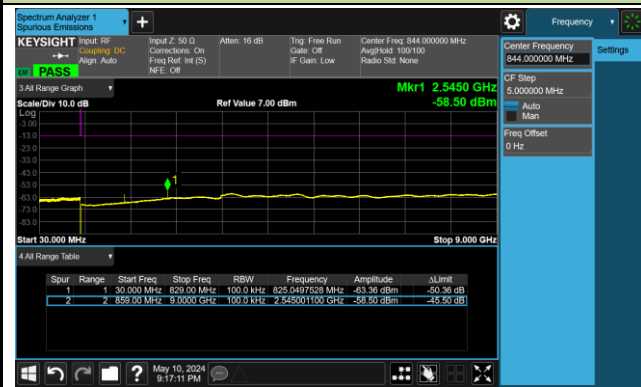 Spectrum Analyzer 1
Spurious Emissions
Frequency
KEYSIGHT
Input: RF
Coupling: DC
Align: Auto
Input Z: 50 Ω
Corrections: On
Freq Ref: Int (S)
NFE: Off
Atten: 16 dB
Trig: Free Run
Gate: Off
IF Gain: Low
Center Freq: 844.000000 MHz
Avg|Hold: 100/100
Radio Std: None
PASS
Center Frequency
844.000000 MHz
Settings
CF Step
5.000000 MHz
Auto
Man
Freq Offset
0 Hz
3 All Range Graph
Mkr1 2.5450 GHz
Scale/Div 10.0 dB
Ref Value 7.00 dBm
-58.50 dBm
Log
-3.00
-13.0
-23.0
-33.0
-43.0
-53.0
-63.0
-73.0
-83.0
1
Start 30.000 MHz
Stop 9.000 GHz
4 All Range Table
Spur Range Start Freq Stop Freq RBW Frequency Amplitude ΔLimit
1 1 30.000 MHz 829.00 MHz 100.0 kHz 825.0497528 MHz -63.36 dBm -50.36 dB
2 2 859.00 MHz 9.0000 GHz 100.0 kHz 2.545001100 GHz -58.50 dBm -45.50 dB
May 10, 2024
9:17:11 PM